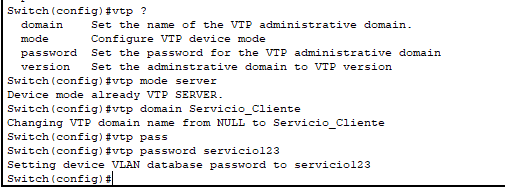 Switch(config)#vtp ?
  domain    Set the name of the VTP administrative domain.
  mode      Configure VTP device mode
  password  Set the password for the VTP administrative domain
  version   Set the adminstrative domain to VTP version
Switch(config)#vtp mode server
Device mode already VTP SERVER.
Switch(config)#vtp domain Servicio_Cliente
Changing VTP domain name from NULL to Servicio_Cliente
Switch(config)#vtp pass
Switch(config)#vtp password servicio123
Setting device VLAN database password to servicio123
Switch(config)#